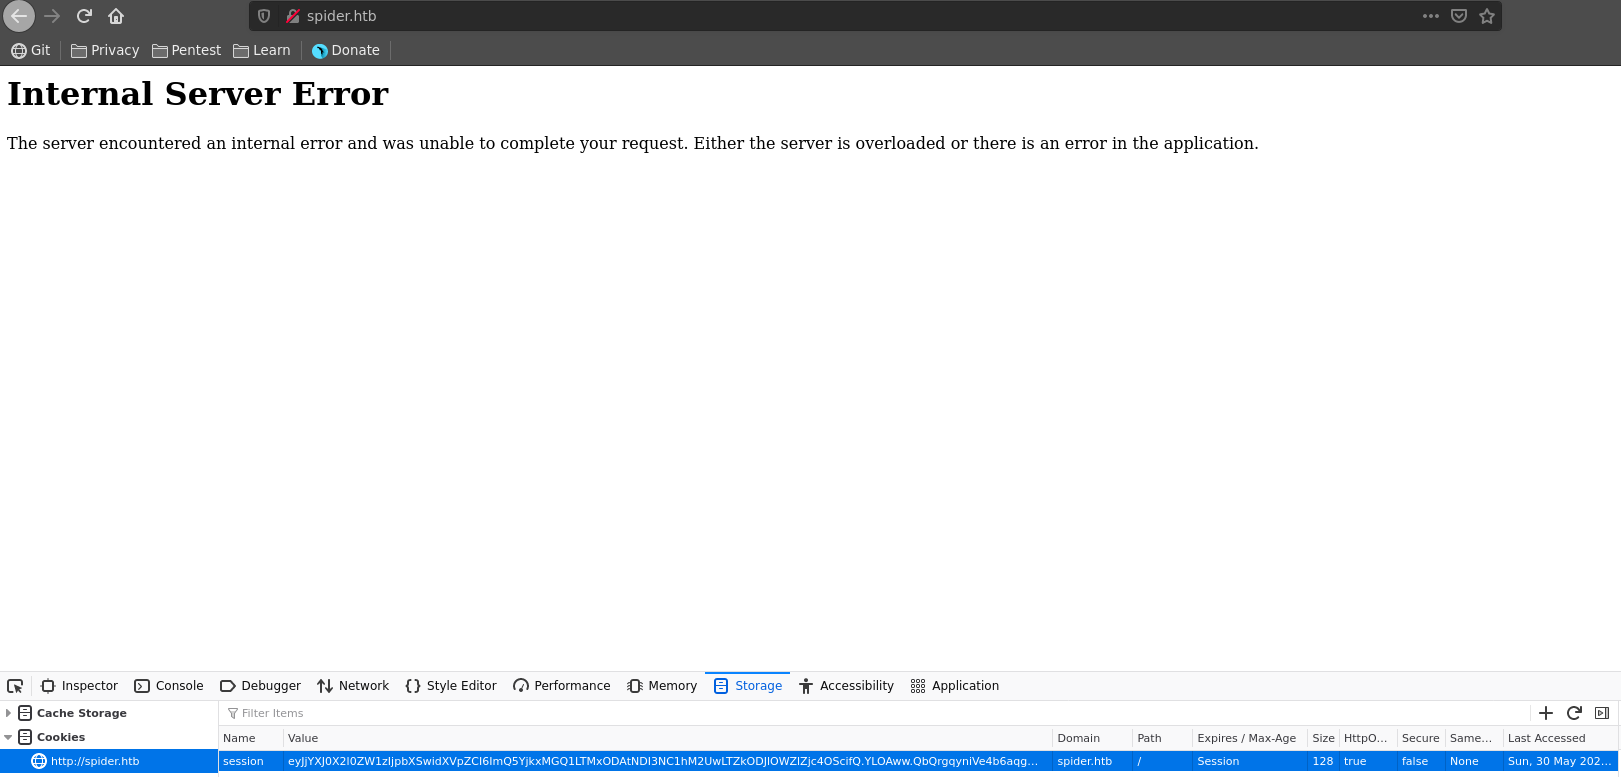 spider.htb
Git Privacy Pentest Learn Donate
Internal Server Error
The server encountered an internal error and was unable to complete your request. Either the server is overloaded or there is an error in the application.
Inspector Console Debugger Network Style Editor Performance Memory Storage Accessibility Application
Cache Storage Filter Items
Cookies Name Value Domain Path Expires / Max-Age Size HttpO... Secure Same... Last Accessed
http://spider.htb session spider.htb / Session 128 true false None Sun, 30 May 202...